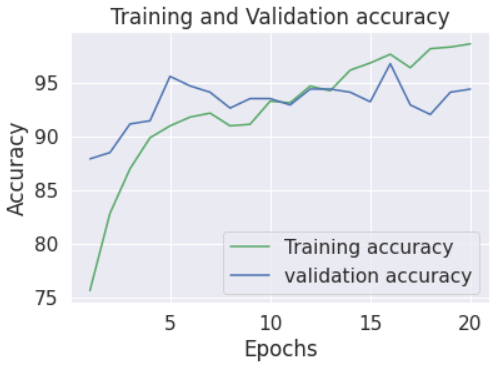 Training and Validation accuracy
Accuracy
95
90
85
80
75
Training accuracy
validation accuracy
5
10
15
20
Epochs